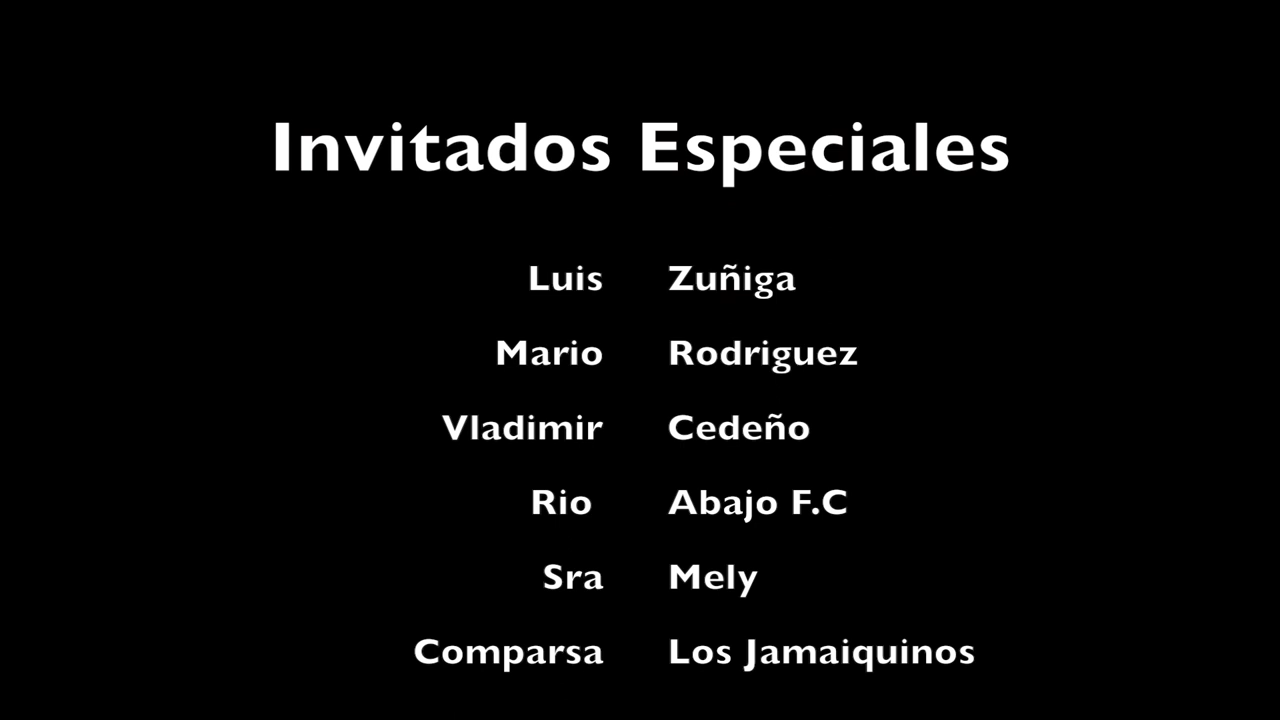 Invitados Especiales
Luis Zuñiga
Mario Rodriguez
Vladimir Cedeño
Rio Abajo F.C
Sra Mely
Comparsa Los Jamaiquinos